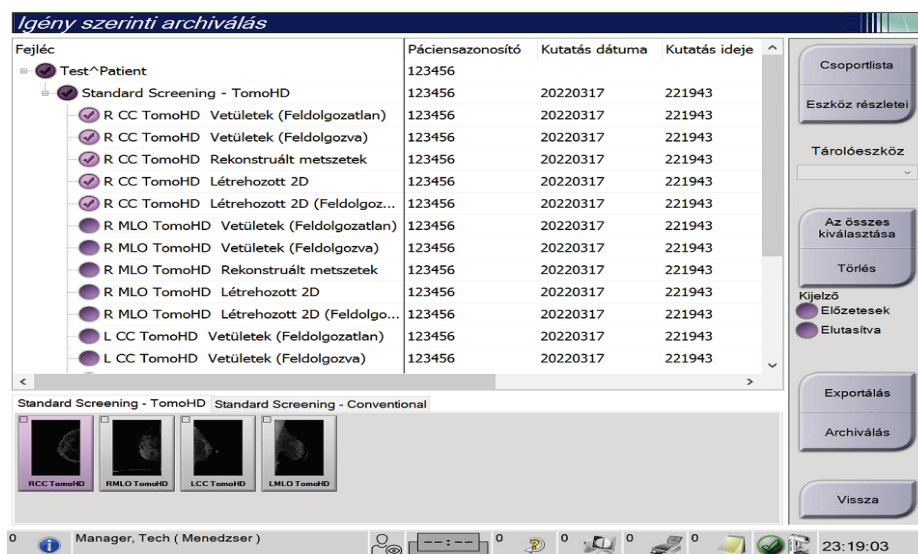 Igény szerinti archiválás
Fejléc Páciensazonosító Kutatás dátuma Kutatás ideje
Test^Patient 123456
Standard Screening - TomoHD 123456 20220317 221943
R CC TomoHD Vetületek (Feldolgozatlan) 123456 20220317 221943
R CC TomoHD Vetületek (Feldolgozva) 123456 20220317 221943
R CC TomoHD Rekonstruált metszetek 123456 20220317 221943
R CC TomoHD Létrehozott 2D 123456 20220317 221943
R CC TomoHD Létrehozott 2D (Feldolgoz... 123456 20220317 221943
R MLO TomoHD Vetületek (Feldolgozatlan) 123456 20220317 221943
R MLO TomoHD Vetületek (Feldolgozva) 123456 20220317 221943
R MLO TomoHD Rekonstruált metszetek 123456 20220317 221943
R MLO TomoHD Létrehozott 2D 123456 20220317 221943
R MLO TomoHD Létrehozott 2D (Feldolgo... 123456 20220317 221943
L CC TomoHD Vetületek (Feldolgozatlan) 123456 20220317 221943
L CC TomoHD Vetületek (Feldolgozva) 123456 20220317 221943
Standard Screening - TomoHD Standard Screening - Conventional
RCC TomoHD RMLO TomoHD LCC TomoHD LMLO TomoHD
Csoportlista
Eszköz részletei
Tárolóeszköz
Az összes
kiválasztása
Törlés
Kijelző
Előzetesek
Elutasítva
Exportálás
Archiválás
Vissza
0 Manager, Tech ( Menedzser ) --:-- 0 0 0 0 23:19:03